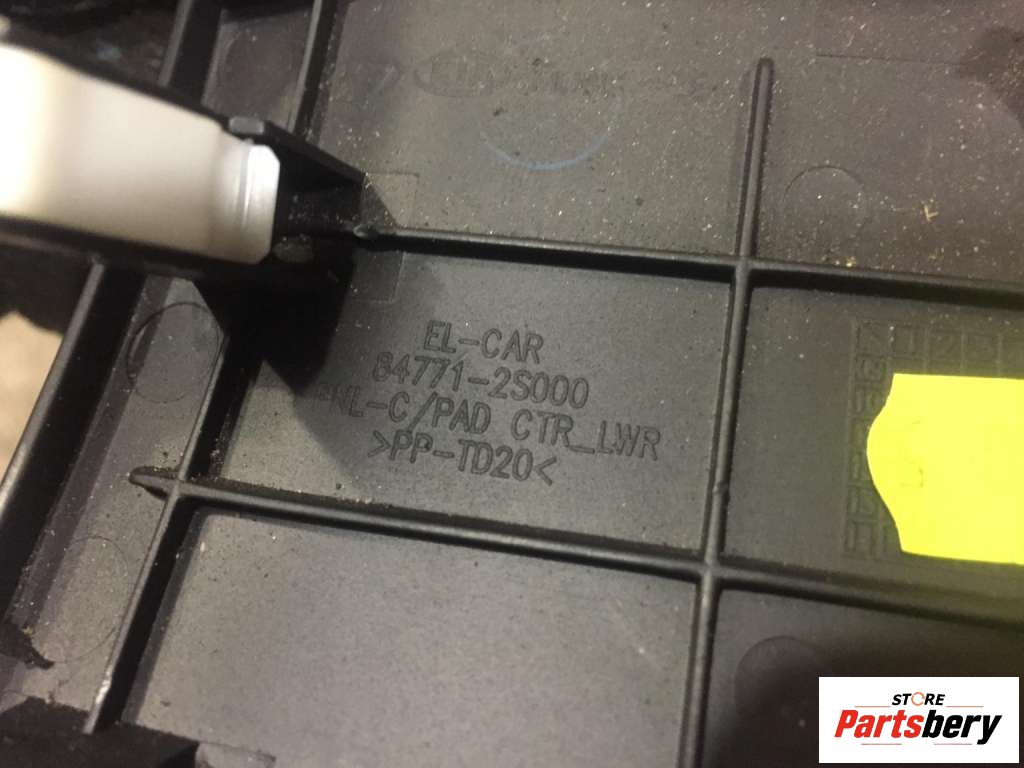 EL-CAR
84771-2S000
PNL-C/PAD CTR_LWR
>PP-TD20<
STORE
Partsbery